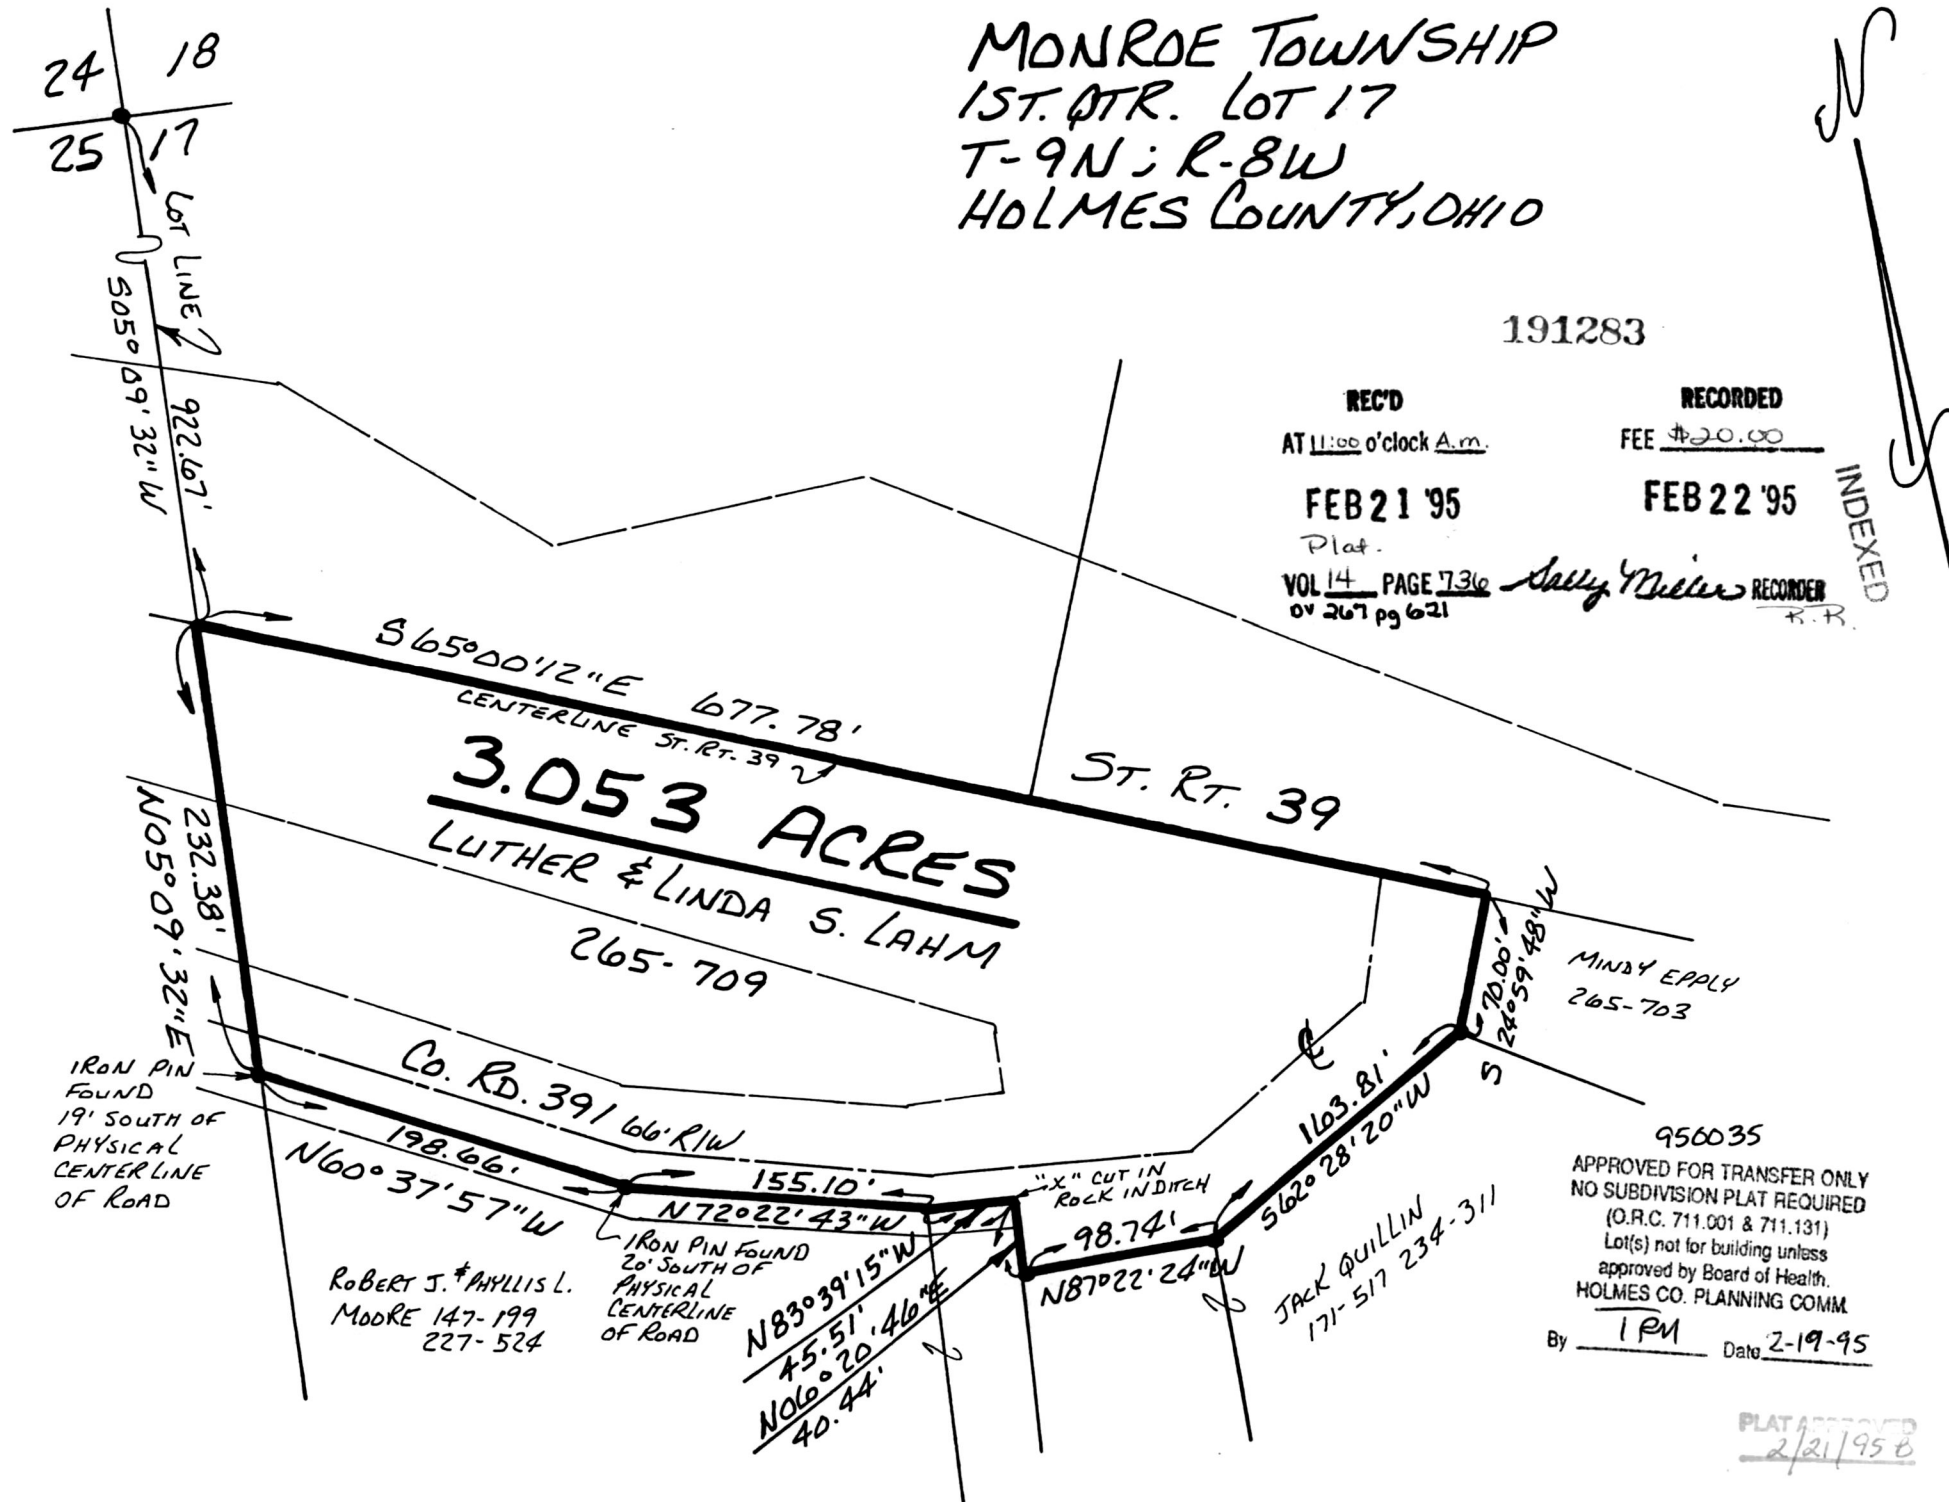 MONROE TOWNSHIP
1ST. QTR. LOT 17
T-9N; R-8W
HOLMES COUNTY, OHIO
N
24 18
25 17
LOT LINE
S05°09'32"W
922.67'
191283
REC'D
AT 11:00 o'clock A.m.
FEB 21 '95
Plat.
VOL 14 PAGE 736
OV 267 pg 621
RECORDED
FEE $20.00
FEB 22 '95
Sally Miller RECORDER
R.R.
INDEXED
S65°00'12"E 677.78'
CENTERLINE ST. RT. 39
ST. RT. 39
3.053 ACRES
LUTHER & LINDA S. LAHM
265-709
232.38'
N05°09'32"E
70.00'
S 24°59'48"W
MINDY EPPLY
265-703
IRON PIN
FOUND
19' SOUTH OF
PHYSICAL
CENTERLINE
OF ROAD
CO. RD. 391 66' R/W
198.66'
N60°37'57"W
155.10'
N72°22'43"W
"X" CUT IN
ROCK IN DITCH
℄
163.81'
S62°28'20"W
98.74'
N87°22'24"W
IRON PIN FOUND
20' SOUTH OF
PHYSICAL
CENTERLINE
OF ROAD
ROBERT J. & PHYLLIS L.
MOORE 147-199
227-524
N83°39'15"W
45.51'
N06°20'46"E
40.44'
JACK QUILLIN
171-517 234-311
950035
APPROVED FOR TRANSFER ONLY
NO SUBDIVISION PLAT REQUIRED
(O.R.C. 711.001 & 711.131)
Lot(s) not for building unless
approved by Board of Health.
HOLMES CO. PLANNING COMM.
By Date 2-19-95
PLAT APPROVED
2/21/95 B